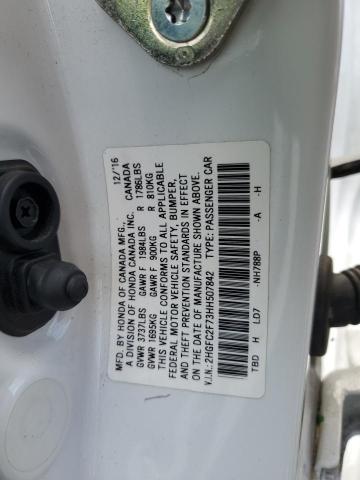 MFD. BY HONDA OF CANADA MFG., 12/'16
A DIVISION OF HONDA CANADA INC. CANADA
GVWR 3737LBS GAWR F 1984LBS R 1786LBS
GVWR 1695KG GAWR F 900KG R 810KG
THIS VEHICLE CONFORMS TO ALL APPLICABLE
FEDERAL MOTOR VEHICLE SAFETY, BUMPER,
AND THEFT PREVENTION STANDARDS IN EFFECT
ON THE DATE OF MANUFACTURE SHOWN ABOVE.
V.I.N.: 2HGFC2F73HH507842 TYPE: PASSENGER CAR
TBD H LD7 -NH788P -A -H